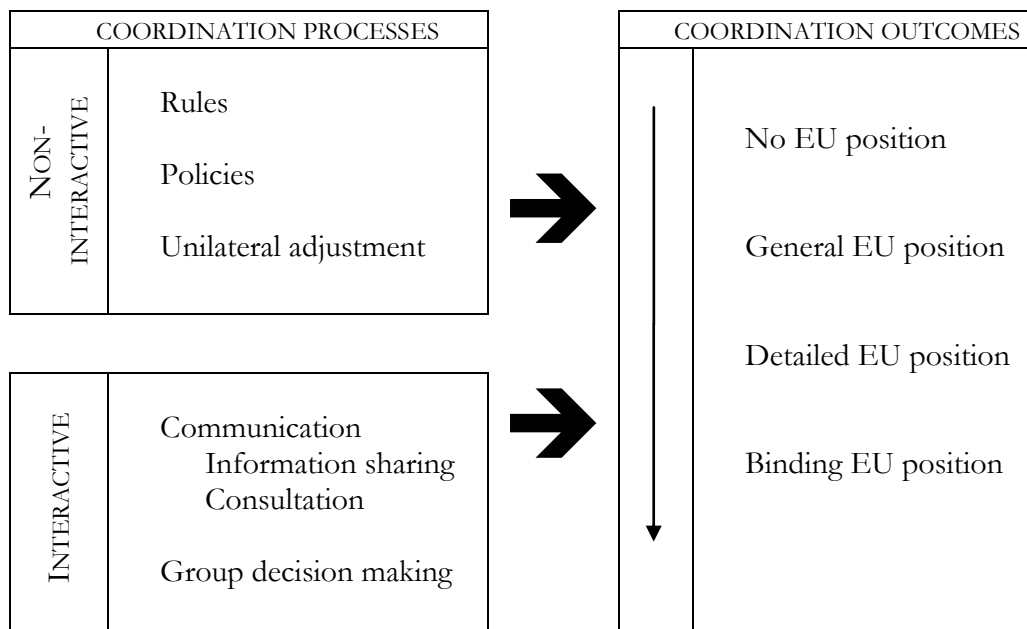 COORDINATION PROCESSES
NON-
INTERACTIVE
Rules
Policies
Unilateral adjustment
INTERACTIVE
Communication
Information sharing
Consultation
Group decision making
COORDINATION OUTCOMES
No EU position
General EU position
Detailed EU position
Binding EU position